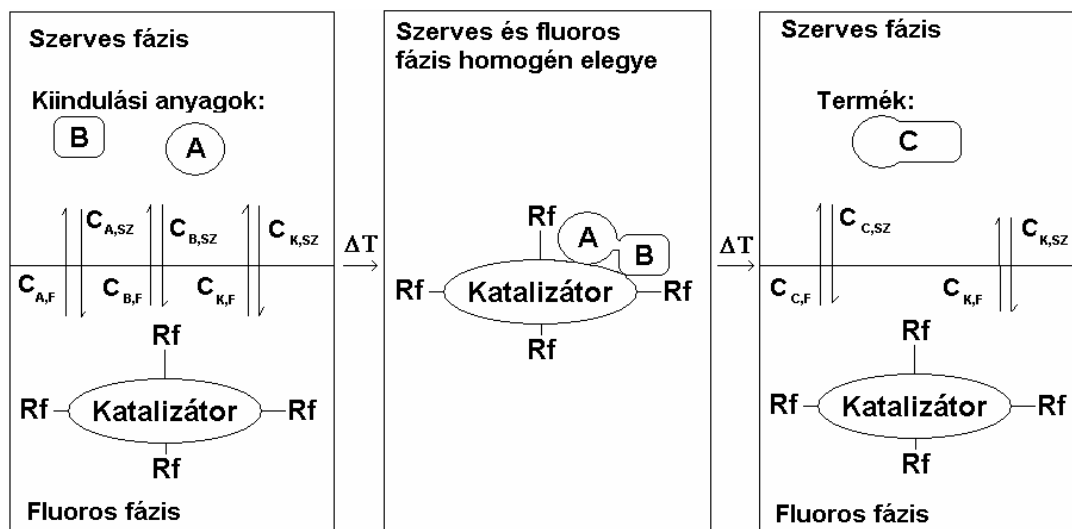 Szerves fázis
Kiindulási anyagok:
B
A
C A,SZ
C B,SZ
C K,SZ
C A,F
C B,F
C K,F
Rf
Rf
Katalizátor
Rf
Rf
Fluoros fázis
ΔT
Szerves és fluoros
fázis homogén elegye
Rf
A
B
Rf
Katalizátor
Rf
Rf
ΔT
Szerves fázis
Termék:
C
C C,SZ
C K,SZ
C C,F
C K,F
Rf
Rf
Katalizátor
Rf
Rf
Fluoros fázis